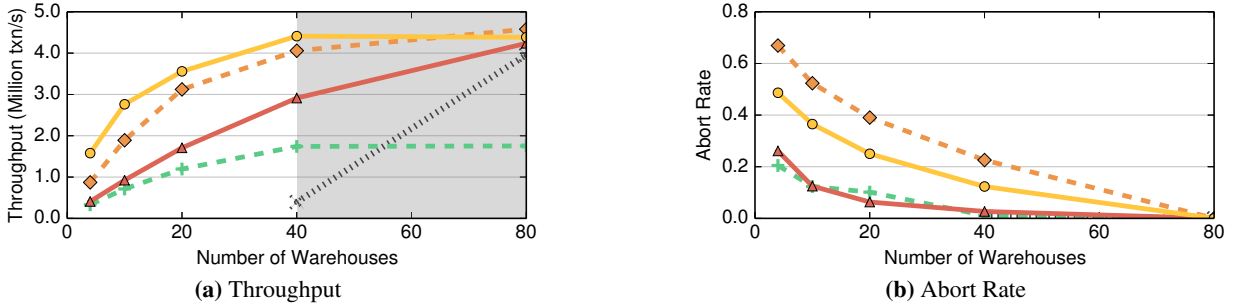 5.0
4.0
3.0
2.0
1.0
0.0
Throughput (Million txn/s)
0 20 40 60 80
Number of Warehouses
(a) Throughput
0.8
0.6
0.4
0.2
0.0
Abort Rate
0 20 40 60 80
Number of Warehouses
(b) Abort Rate